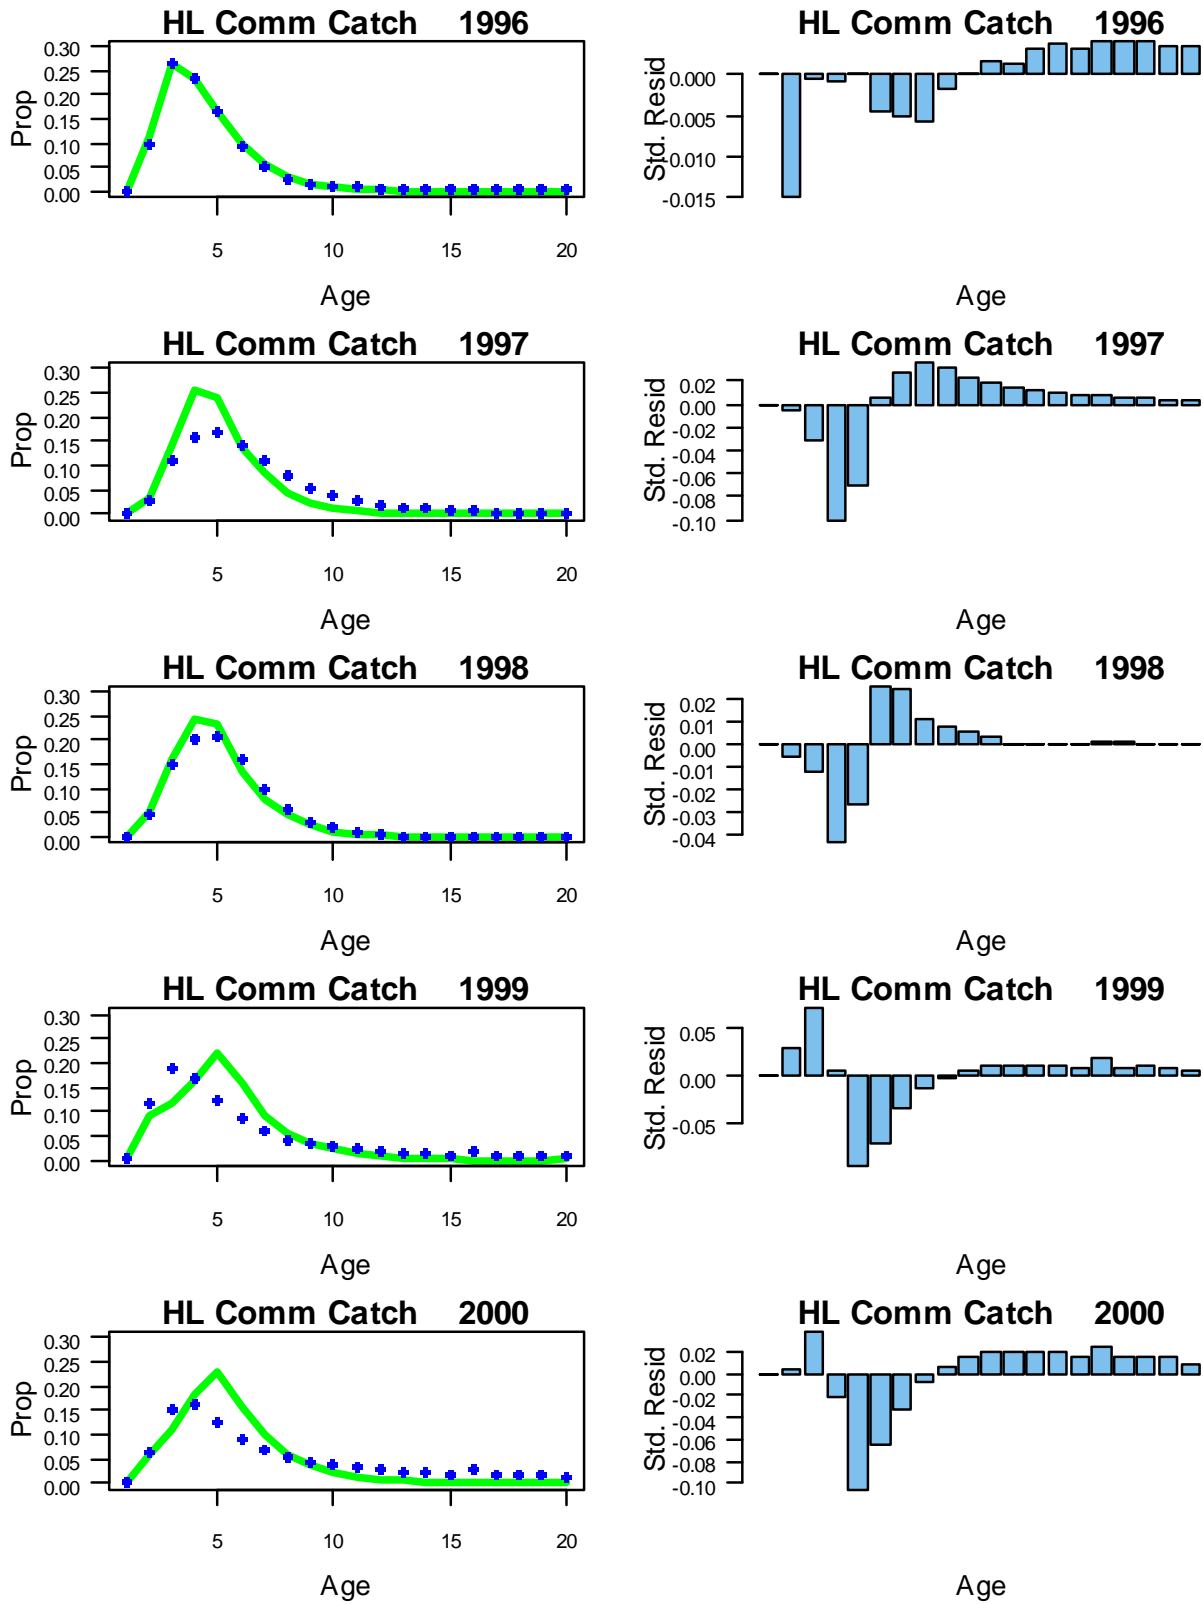 HL Comm Catch 1996
Prop
0.30
0.25
0.20
0.15
0.10
0.05
0.00
5 10 15 20
Age
HL Comm Catch 1996
Std. Resid
0.000
-0.005
-0.010
-0.015
Age
HL Comm Catch 1997
Prop
0.30
0.25
0.20
0.15
0.10
0.05
0.00
5 10 15 20
Age
HL Comm Catch 1997
Std. Resid
0.02
0.00
-0.02
-0.04
-0.06
-0.08
-0.10
Age
HL Comm Catch 1998
Prop
0.30
0.25
0.20
0.15
0.10
0.05
0.00
5 10 15 20
Age
HL Comm Catch 1998
Std. Resid
0.02
0.01
0.00
-0.01
-0.02
-0.03
-0.04
Age
HL Comm Catch 1999
Prop
0.30
0.25
0.20
0.15
0.10
0.05
0.00
5 10 15 20
Age
HL Comm Catch 1999
Std. Resid
0.05
0.00
-0.05
Age
HL Comm Catch 2000
Prop
0.30
0.25
0.20
0.15
0.10
0.05
0.00
5 10 15 20
Age
HL Comm Catch 2000
Std. Resid
0.02
0.00
-0.02
-0.04
-0.06
-0.08
-0.10
Age